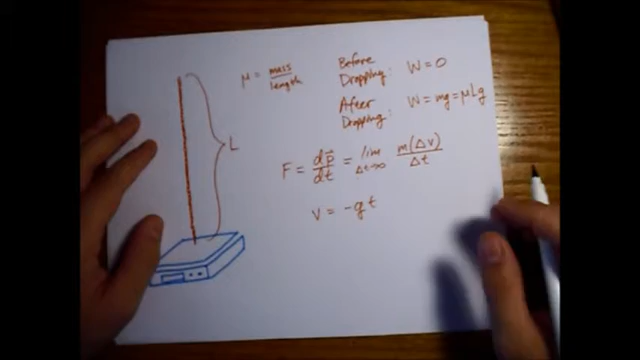 μ = mass/length
Before Dropping: W = 0
After Dropping: W = mg = μLg
L
F = dp⃗/dt = lim Δt→0 m(Δv)/Δt
v = -gt